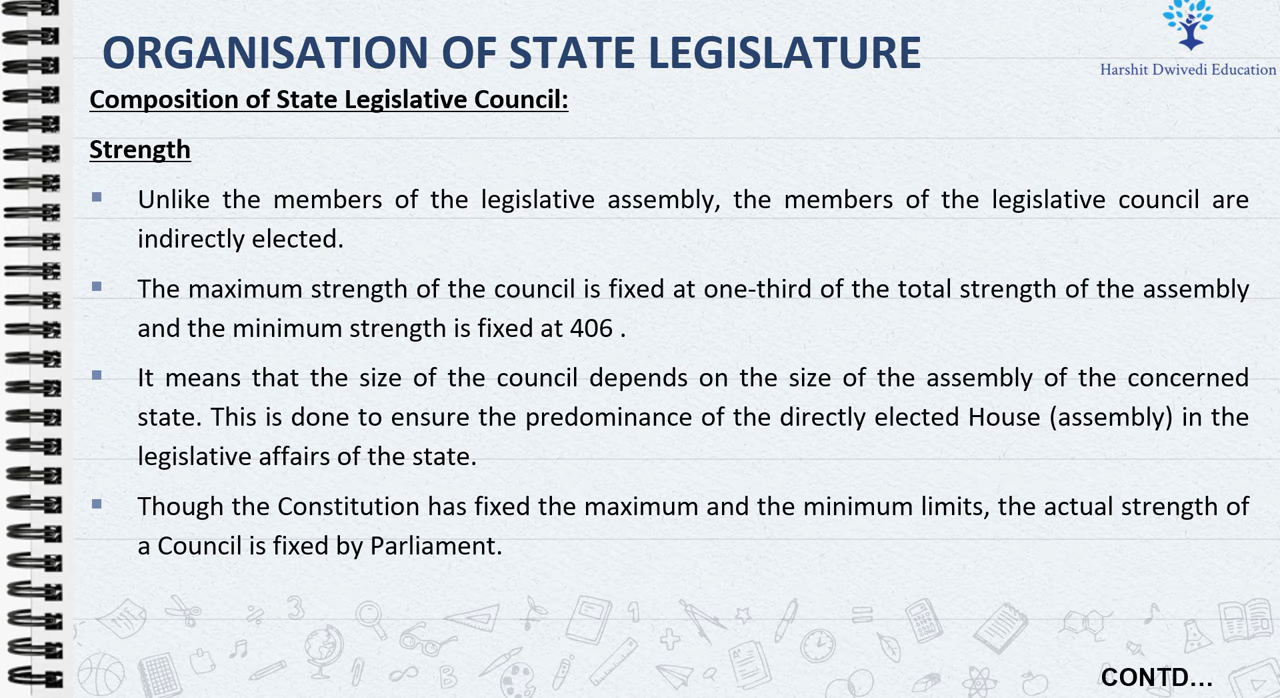 ORGANISATION OF STATE LEGISLATURE
Harshit Dwivedi Education
Composition of State Legislative Council:
Strength
Unlike the members of the legislative assembly, the members of the legislative council are
indirectly elected.
The maximum strength of the council is fixed at one-third of the total strength of the assembly
and the minimum strength is fixed at 406 .
It means that the size of the council depends on the size of the assembly of the concerned
state. This is done to ensure the predominance of the directly elected House (assembly) in the
legislative affairs of the state.
Though the Constitution has fixed the maximum and the minimum limits, the actual strength of
a Council is fixed by Parliament.
CONTD...